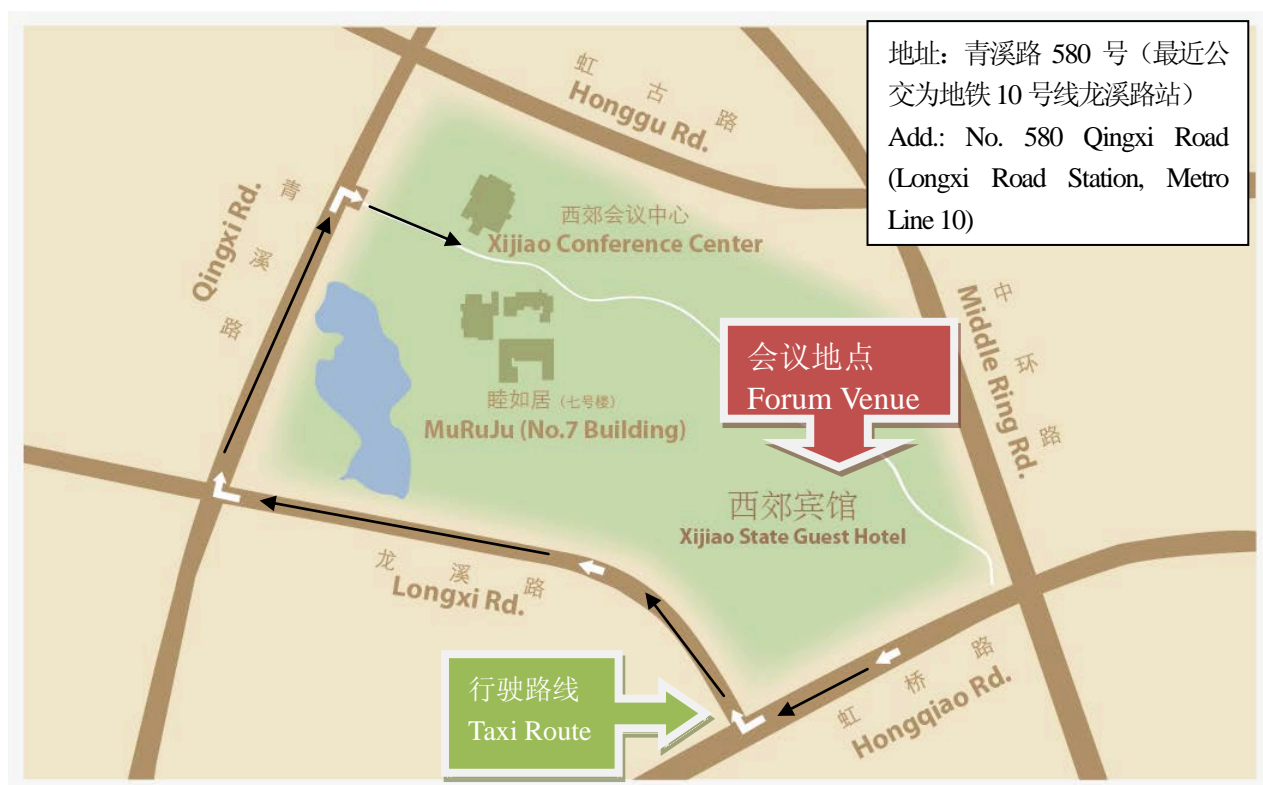 地址：青溪路 580 号（最近公
交为地铁 10 号线龙溪路站）
Add.: No. 580 Qingxi Road
(Longxi Road Station, Metro
Line 10)
虹古路
Honggu Rd.
青溪路
Qingxi Rd.
西郊会议中心
Xijiao Conference Center
中环路
Middle Ring Rd.
会议地点
Forum Venue
睦如居（七号楼）
MuRuJu (No.7 Building)
西郊宾馆
Xijiao State Guest Hotel
龙溪路
Longxi Rd.
行驶路线
Taxi Route
虹桥路
Hongqiao Rd.